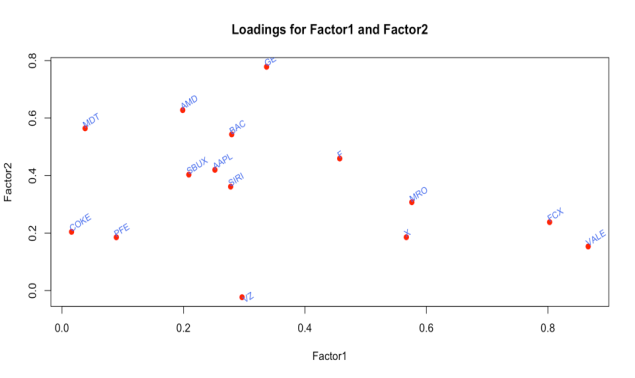 Loadings for Factor1 and Factor2
0.8
0.6
0.4
0.2
0.0
Factor2
GE
AMD
MDT
BAC
F
AAPL
SBUX
SIRI
MRO
COKE
PFE
X
FCX
VALE
VZ
0.0 0.2 0.4 0.6 0.8
Factor1